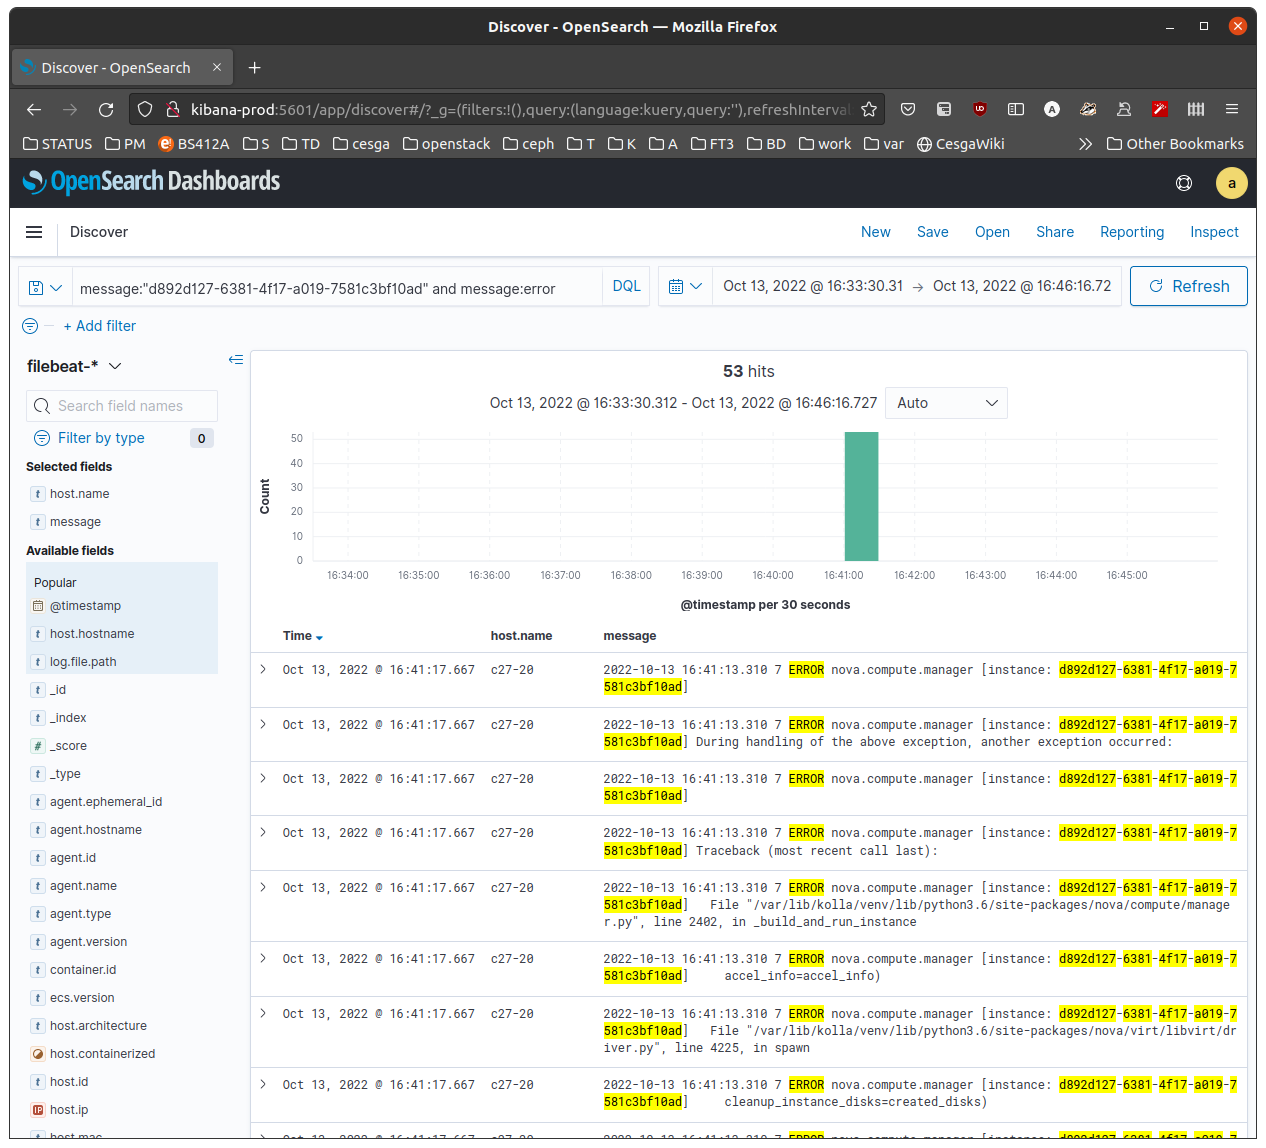 Discover - OpenSearch — Mozilla Firefox
Discover - OpenSearch
kibana-prod:5601/app/discover#/?_g=(filters:!(),query:(language:kuery,query:''),refreshInterval
STATUS PM BS412A S TD cesga openstack ceph T K A FT3 BD work var CesgaWiki Other Bookmarks
OpenSearch Dashboards
a
Discover
New Save Open Share Reporting Inspect
message:"d892d127-6381-4f17-a019-7581c3bf10ad" and message:error
DQL
Oct 13, 2022 @ 16:33:30.31 → Oct 13, 2022 @ 16:46:16.72
Refresh
+ Add filter
filebeat-*
Search field names
Filter by type 0
Selected fields
t host.name
t message
Available fields
Popular
@timestamp
t host.hostname
t log.file.path
t _id
t _index
# _score
t _type
t agent.ephemeral_id
t agent.hostname
t agent.id
t agent.name
t agent.type
t agent.version
t container.id
t ecs.version
t host.architecture
host.containerized
t host.id
IP host.ip
host.mac
53 hits
Oct 13, 2022 @ 16:33:30.312 - Oct 13, 2022 @ 16:46:16.727
Auto
Count
50
40
30
20
10
0
16:34:00 16:35:00 16:36:00 16:37:00 16:38:00 16:39:00 16:40:00 16:41:00 16:42:00 16:43:00 16:44:00 16:45:00
@timestamp per 30 seconds
Time host.name message
Oct 13, 2022 @ 16:41:17.667 c27-20 2022-10-13 16:41:13.310 7 ERROR nova.compute.manager [instance: d892d127-6381-4f17-a019-7
581c3bf10ad]
Oct 13, 2022 @ 16:41:17.667 c27-20 2022-10-13 16:41:13.310 7 ERROR nova.compute.manager [instance: d892d127-6381-4f17-a019-7
581c3bf10ad] During handling of the above exception, another exception occurred:
Oct 13, 2022 @ 16:41:17.667 c27-20 2022-10-13 16:41:13.310 7 ERROR nova.compute.manager [instance: d892d127-6381-4f17-a019-7
581c3bf10ad]
Oct 13, 2022 @ 16:41:17.667 c27-20 2022-10-13 16:41:13.310 7 ERROR nova.compute.manager [instance: d892d127-6381-4f17-a019-7
581c3bf10ad] Traceback (most recent call last):
Oct 13, 2022 @ 16:41:17.667 c27-20 2022-10-13 16:41:13.310 7 ERROR nova.compute.manager [instance: d892d127-6381-4f17-a019-7
581c3bf10ad] File "/var/lib/kolla/venv/lib/python3.6/site-packages/nova/compute/manage
r.py", line 2402, in _build_and_run_instance
Oct 13, 2022 @ 16:41:17.667 c27-20 2022-10-13 16:41:13.310 7 ERROR nova.compute.manager [instance: d892d127-6381-4f17-a019-7
581c3bf10ad] accel_info=accel_info)
Oct 13, 2022 @ 16:41:17.667 c27-20 2022-10-13 16:41:13.310 7 ERROR nova.compute.manager [instance: d892d127-6381-4f17-a019-7
581c3bf10ad] File "/var/lib/kolla/venv/lib/python3.6/site-packages/nova/virt/libvirt/dr
iver.py", line 4225, in spawn
Oct 13, 2022 @ 16:41:17.667 c27-20 2022-10-13 16:41:13.310 7 ERROR nova.compute.manager [instance: d892d127-6381-4f17-a019-7
581c3bf10ad] cleanup_instance_disks=created_disks)